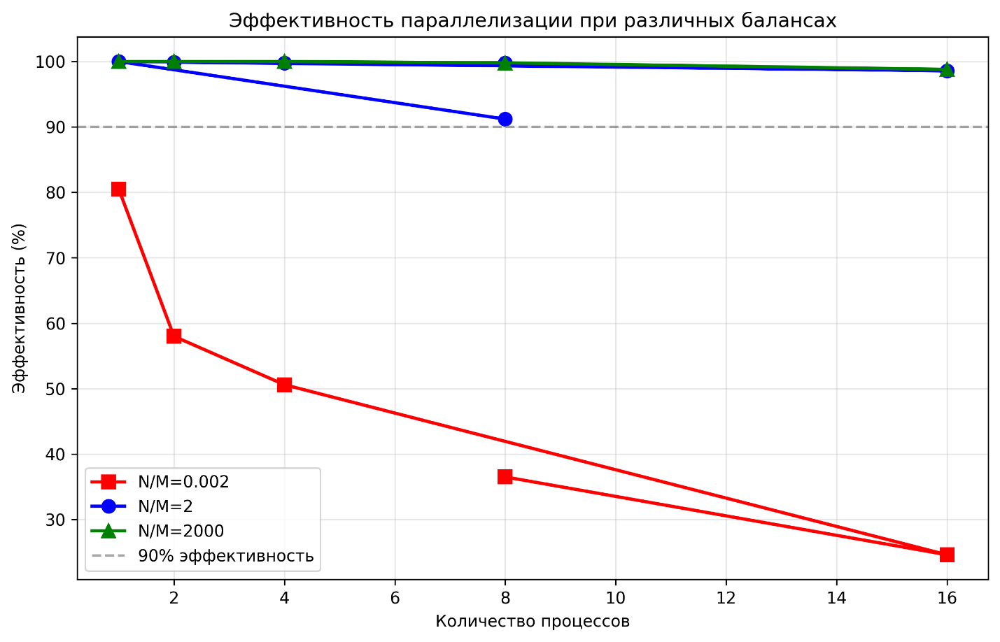 Эффективность параллелизации при различных балансах
Эффективность (%)
100
90
80
70
60
50
40
30
N/M=0.002
N/M=2
N/M=2000
90% эффективность
2 4 6 8 10 12 14 16
Количество процессов